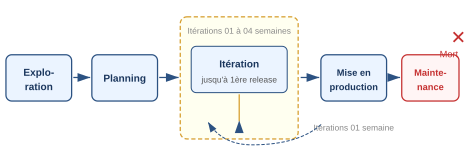 Itérations 01 à 04 semaines
Mort
Explo-
ration
Planning
Itération
jusqu'à 1ère release
Mise en
production
Mainte-
nance
Itérations 01 semaine